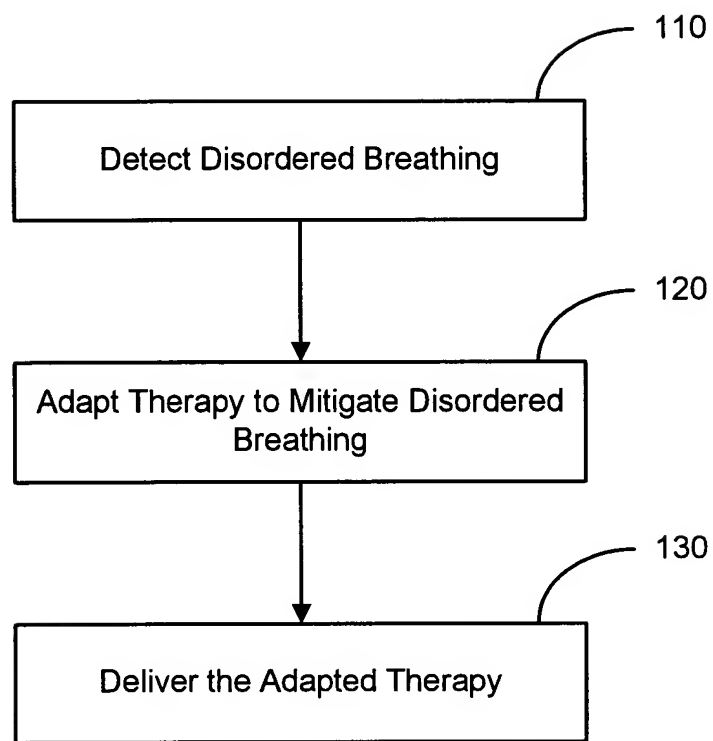 110
Detect Disordered Breathing
120
Adapt Therapy to Mitigate Disordered
Breathing
130
Deliver the Adapted Therapy